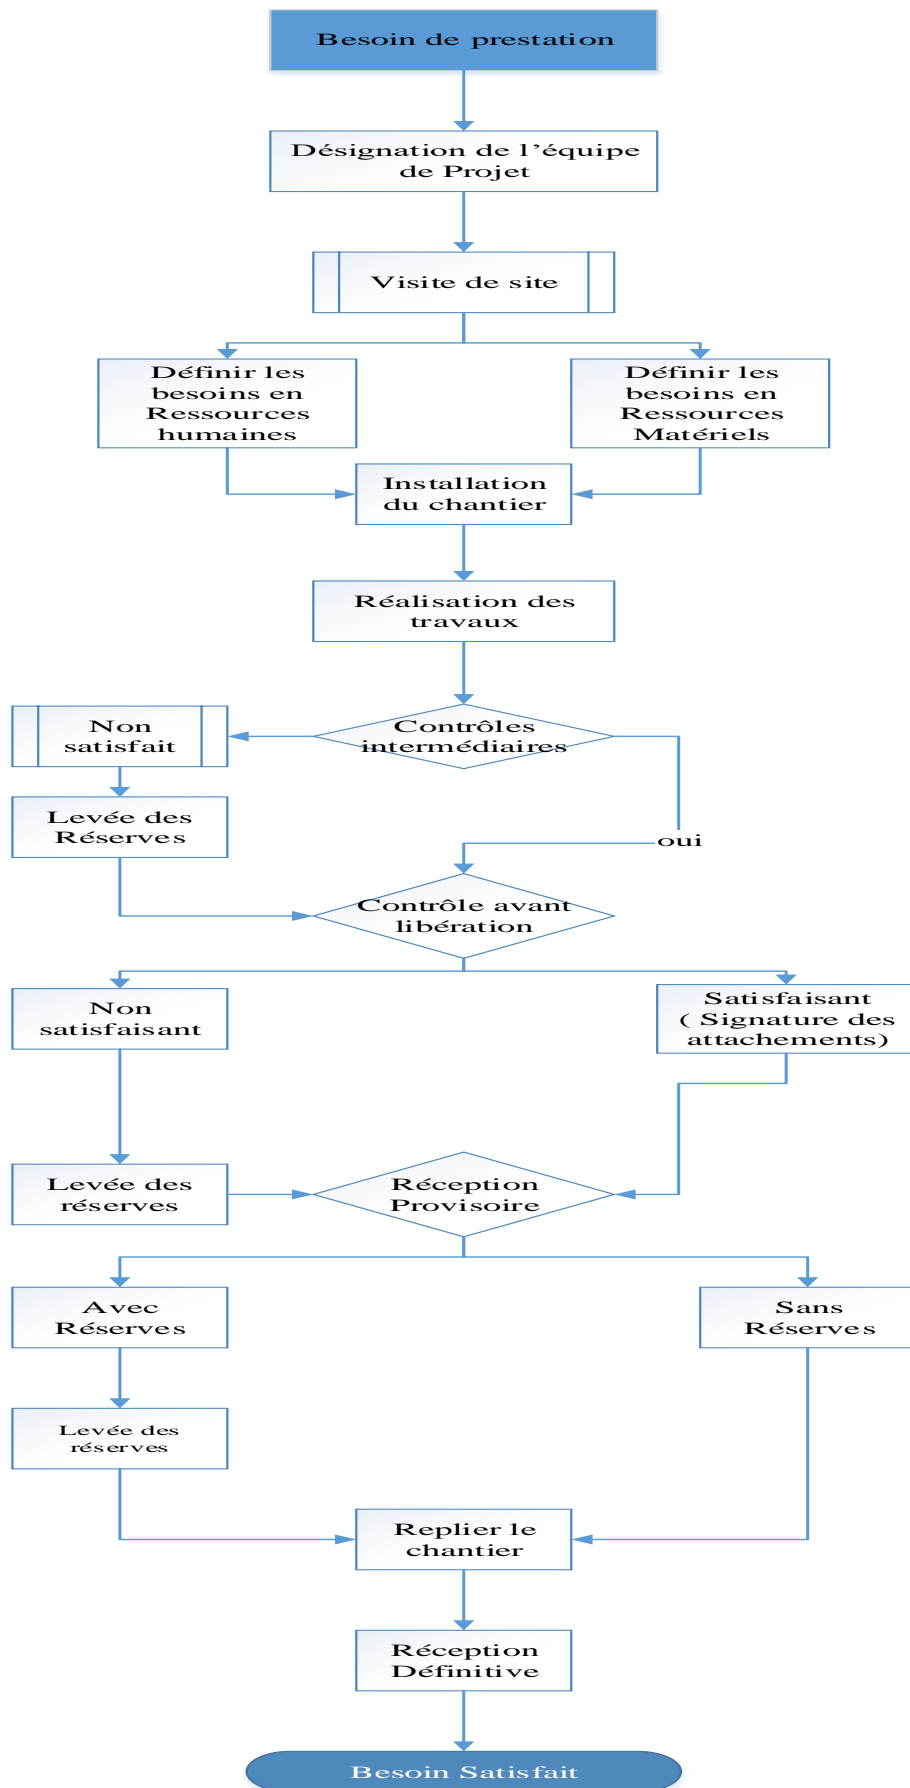 Besoin de prestation
Désignation de l'équipe
de Projet
Visite de site
Définir les
besoins en
Ressources
humaines
Définir les
besoins en
Ressources
Matériels
Installation
du chantier
Réalisation des
travaux
Contrôles
intermédiaires
Non
satisfait
Levée des
Réserves
oui
Contrôle avant
libération
Non
satisfaisant
Satisfaisant
( Signature des
attachements)
Levée des
réserves
Réception
Provisoire
Avec
Réserves
Sans
Réserves
Levée des
réserves
Replier le
chantier
Réception
Définitive
Besoin Satisfait